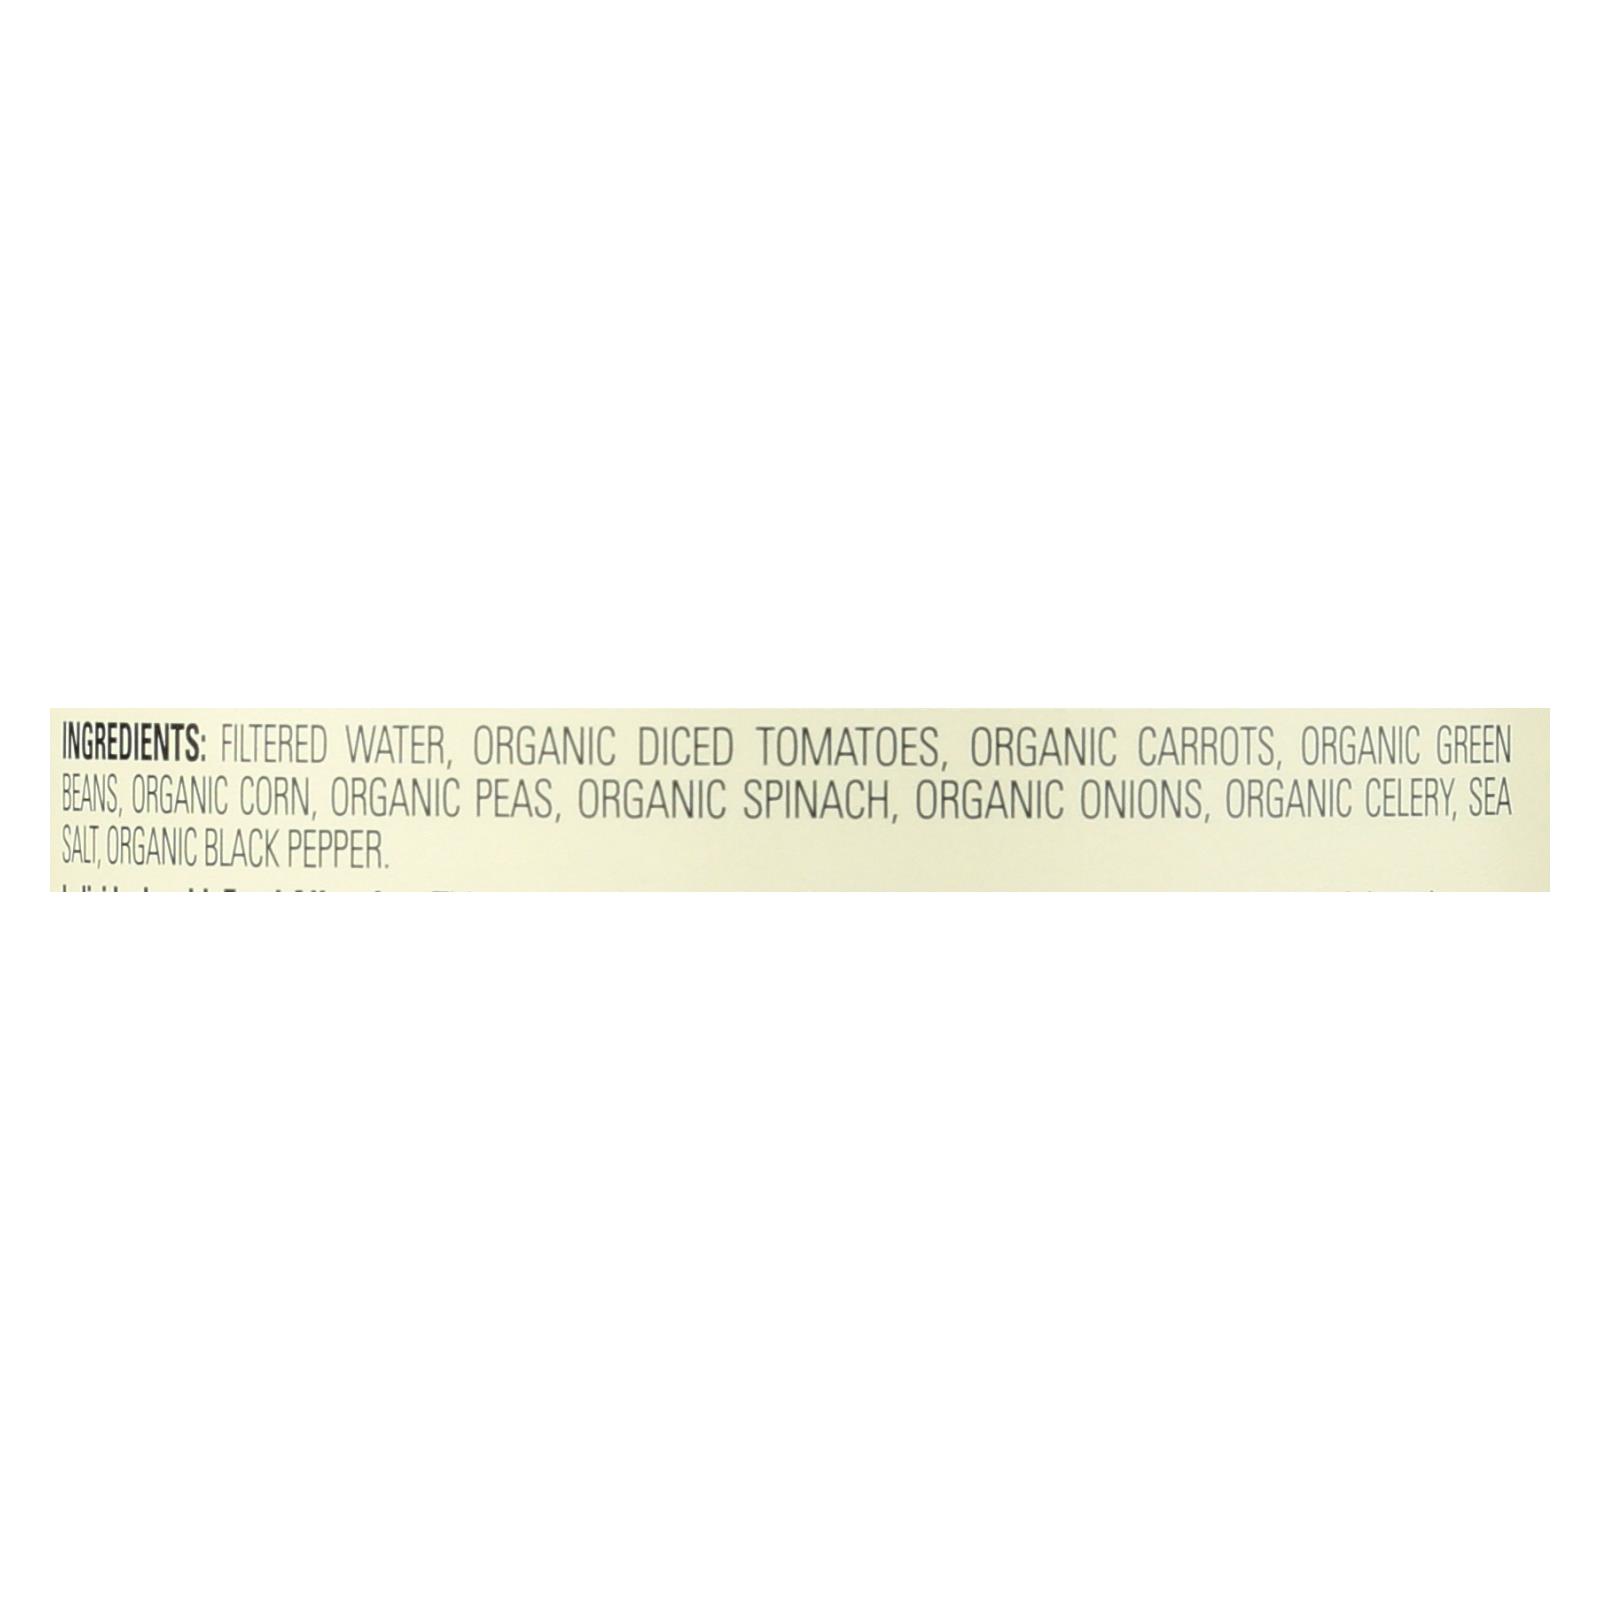 INGREDIENTS: FILTERED WATER, ORGANIC DICED TOMATOES, ORGANIC CARROTS, ORGANIC GREEN
BEANS, ORGANIC CORN, ORGANIC PEAS, ORGANIC SPINACH, ORGANIC ONIONS, ORGANIC CELERY, SEA
SALT, ORGANIC BLACK PEPPER.